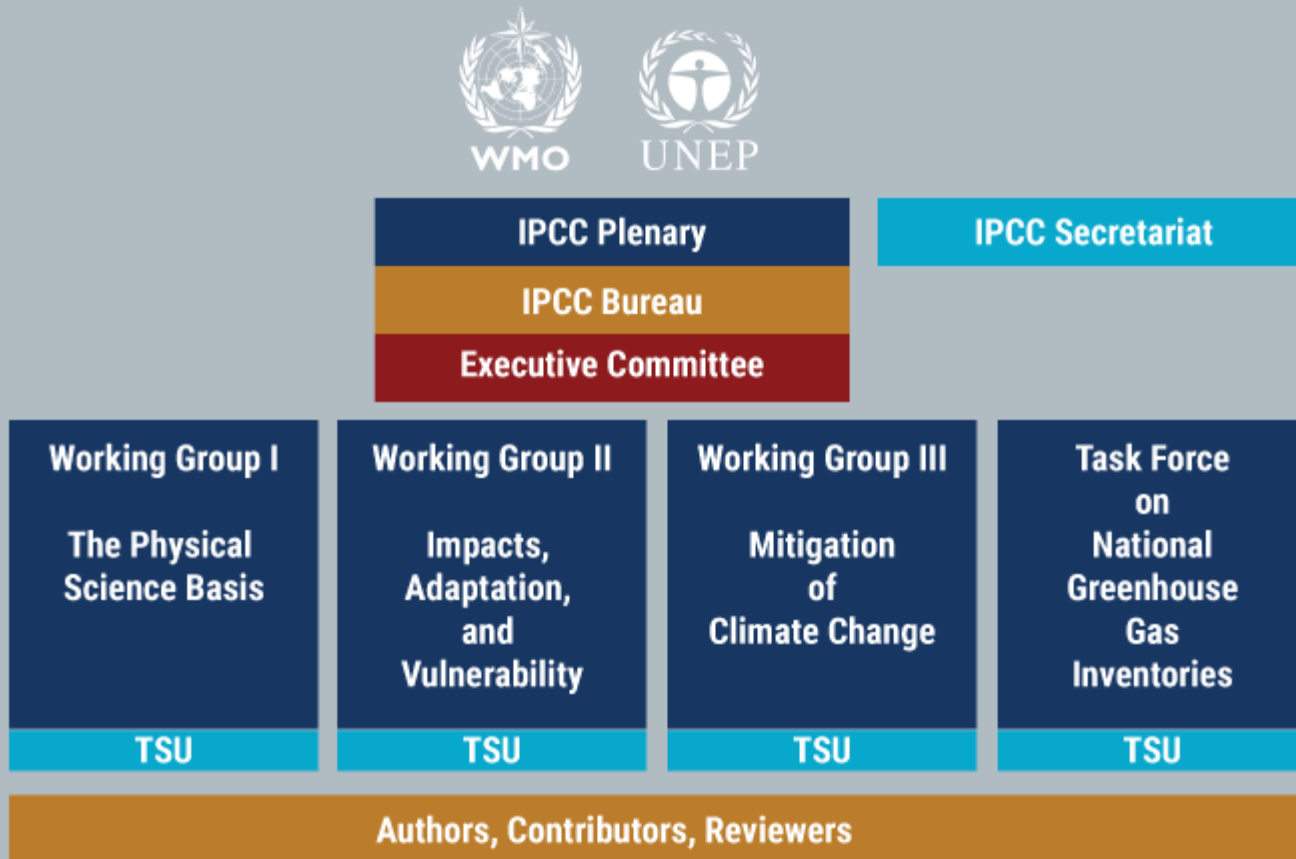 WMO
UNEP
IPCC Plenary
IPCC Secretariat
IPCC Bureau
Executive Committee
Working Group I
The Physical
Science Basis
TSU
Working Group II
Impacts,
Adaptation,
and
Vulnerability
TSU
Working Group III
Mitigation
of
Climate Change
TSU
Task Force
on
National
Greenhouse
Gas
Inventories
TSU
Authors, Contributors, Reviewers